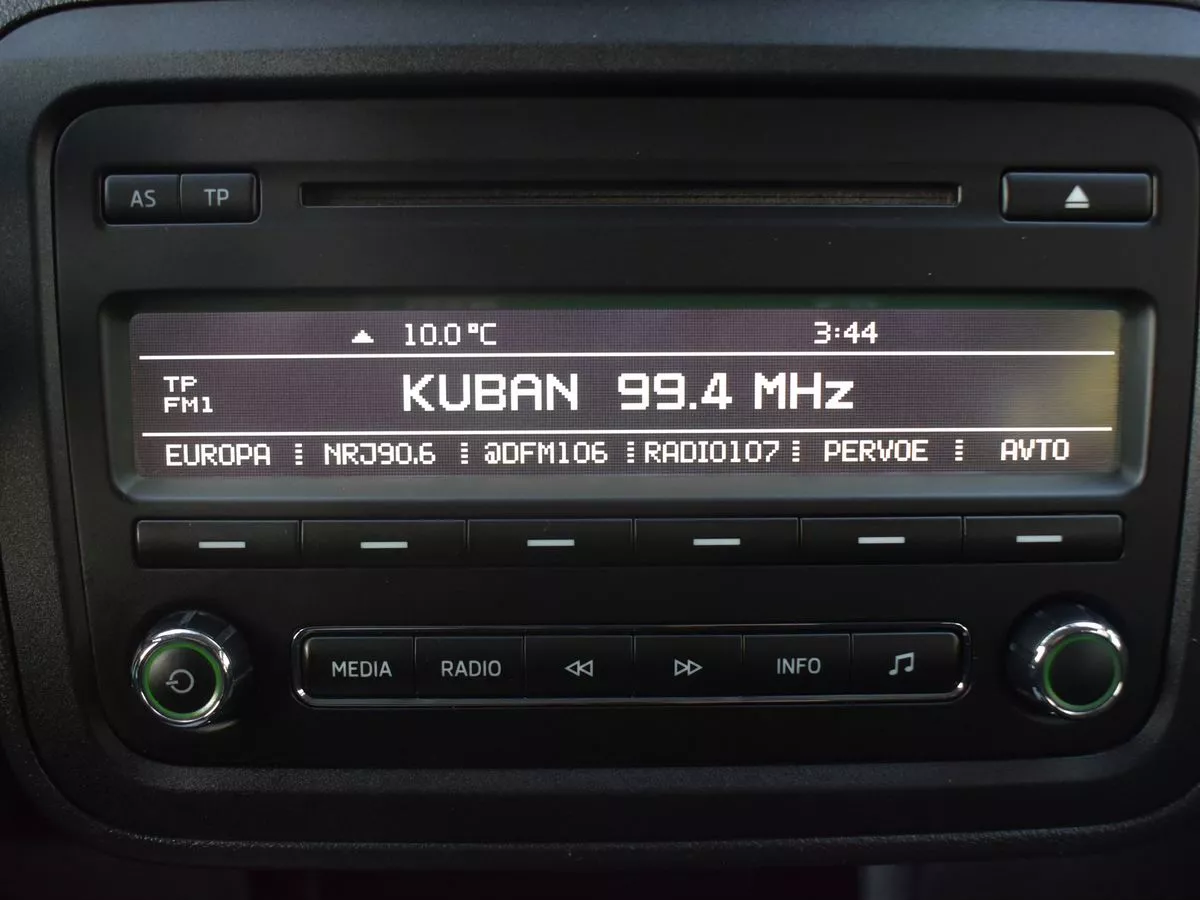 AS TP
10.0°C 3:44
TP
FM1
KUBAN 99.4 MHz
EUROPA NRJ90.6 @DFM106 RADIO107 PERVOE AVTO
MEDIA RADIO INFO